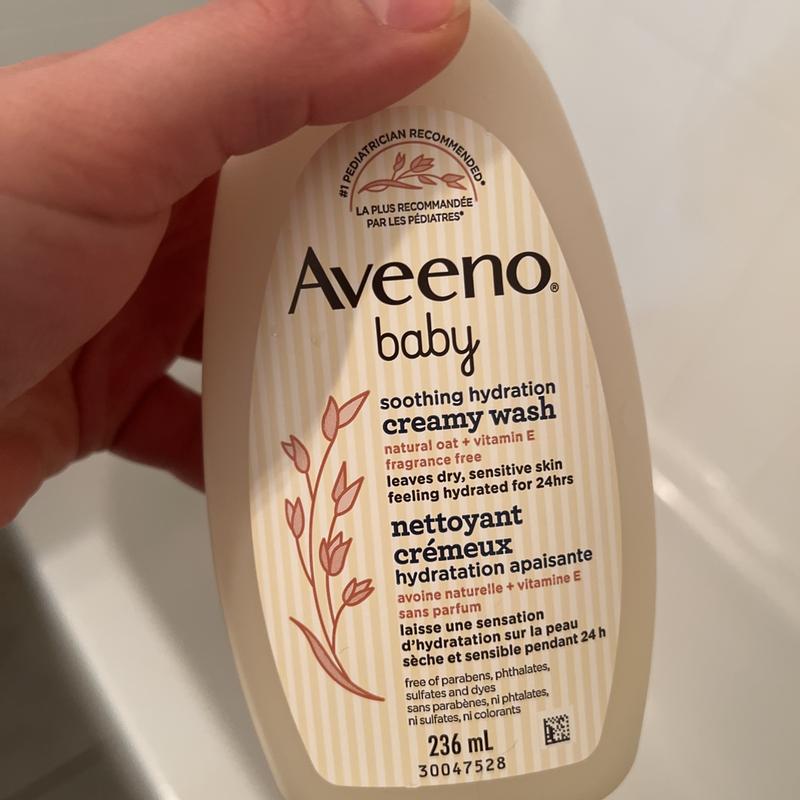 #1 PEDIATRICIAN RECOMMENDED*
LA PLUS RECOMMANDÉE
PAR LES PÉDIATRES*
Aveeno®
baby
soothing hydration
creamy wash
natural oat + vitamin E
fragrance free
leaves dry, sensitive skin
feeling hydrated for 24hrs
nettoyant
crémeux
hydratation apaisante
avoine naturelle + vitamine E
sans parfum
laisse une sensation
d'hydratation sur la peau
sèche et sensible pendant 24 h
free of parabens, phthalates,
sulfates and dyes
sans parabènes, ni phtalates,
ni sulfates, ni colorants
236 mL
30047528